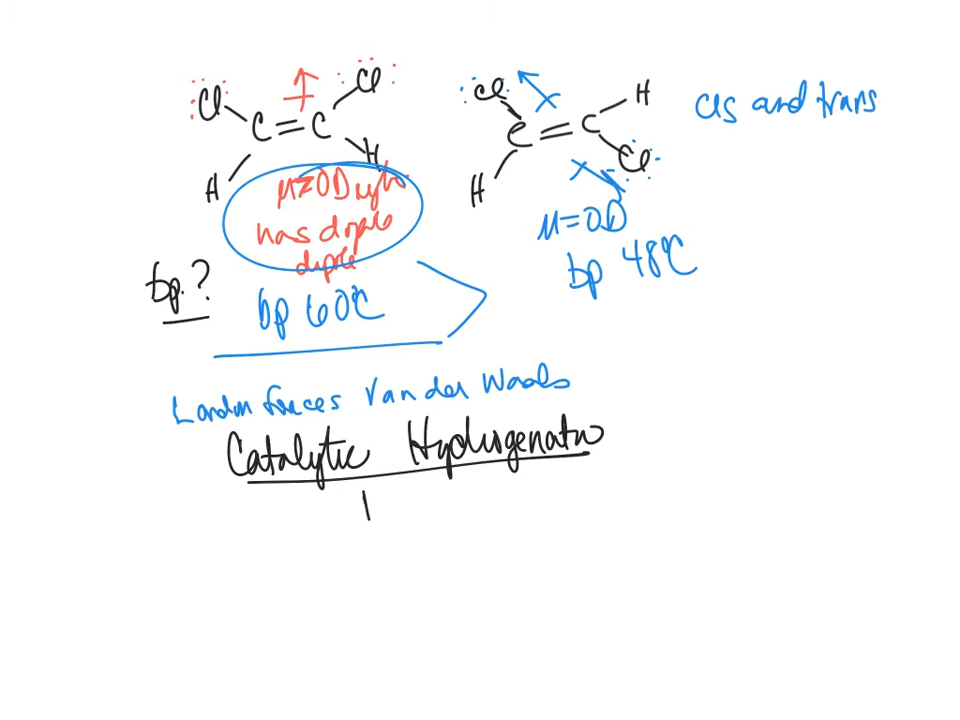 Cl Cl
C=C
H H
Cl H
C=C
H Cl
cis and trans
μ≠0D
has dipole
dipole
μ=0D
bp 48°C
bp.?
bp 60°C
London forces Van der Waals
Catalytic Hydrogenatio